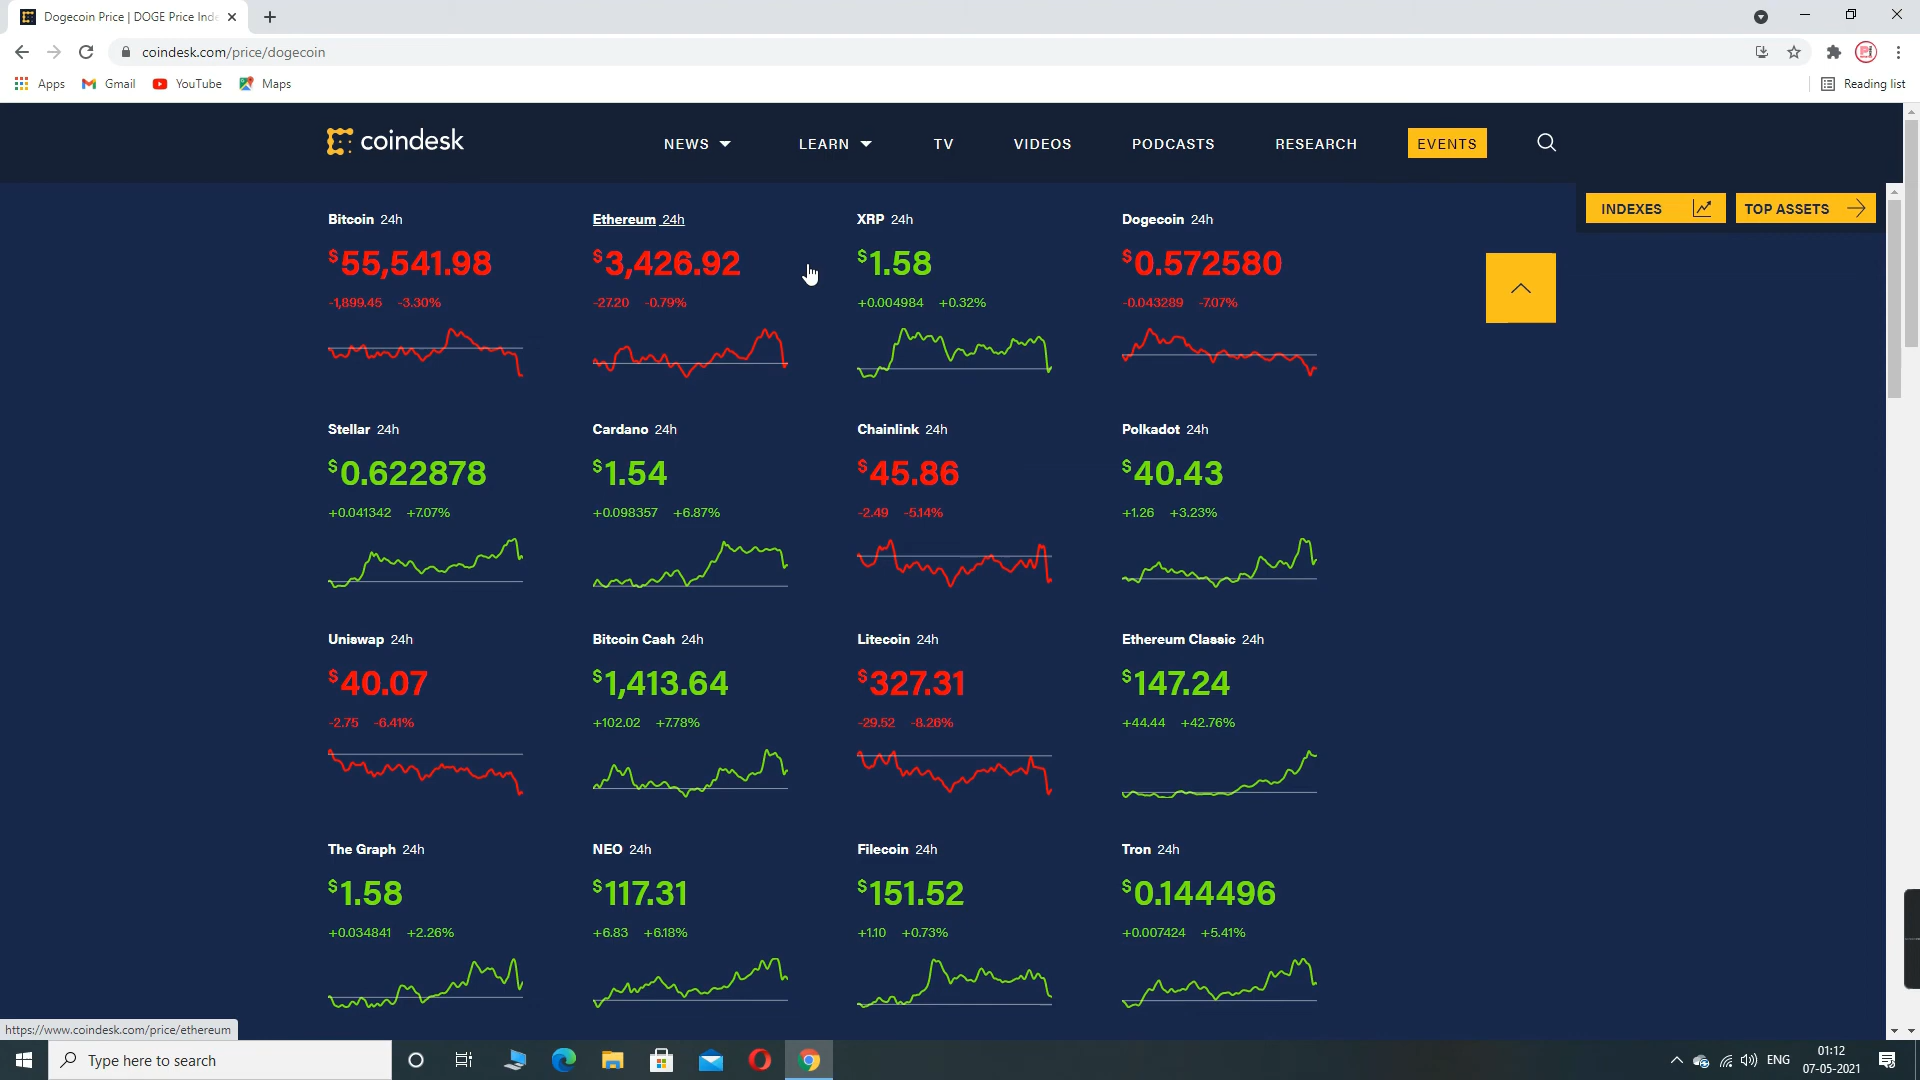 Dogecoin Price | DOGE Price Inde
coindesk.com/price/dogecoin
Apps Gmail YouTube Maps Reading list
coindesk NEWS LEARN TV VIDEOS PODCASTS RESEARCH EVENTS
INDEXES TOP ASSETS
Bitcoin 24h Ethereum 24h XRP 24h Dogecoin 24h
$55,541.98 $3,426.92 $1.58 $0.572580
-1,899.45 -3.30% -27.20 -0.79% +0.004984 +0.32% -0.043289 -7.07%
Stellar 24h Cardano 24h Chainlink 24h Polkadot 24h
$0.622878 $1.54 $45.86 $40.43
+0.041342 +7.07% +0.098357 +6.87% -2.49 -5.14% +1.26 +3.23%
Uniswap 24h Bitcoin Cash 24h Litecoin 24h Ethereum Classic 24h
$40.07 $1,413.64 $327.31 $147.24
-2.75 -6.41% +102.02 +7.78% -29.52 -8.26% +44.44 +42.76%
The Graph 24h NEO 24h Filecoin 24h Tron 24h
$1.58 $117.31 $151.52 $0.144496
+0.034841 +2.26% +6.83 +6.18% +1.10 +0.73% +0.007424 +5.41%
https://www.coindesk.com/price/ethereum
Type here to search ENG 01:12
07-05-2021